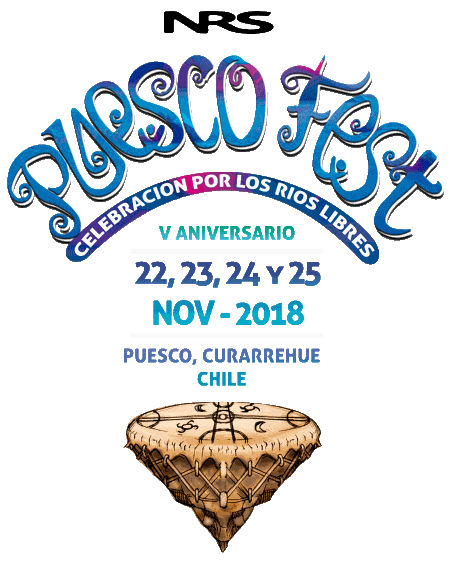 NRS
PUESCO FEST
CELEBRACION POR LOS RIOS LIBRES
V ANIVERSARIO
22, 23, 24 Y 25
NOV - 2018
PUESCO, CURARREHUE
CHILE